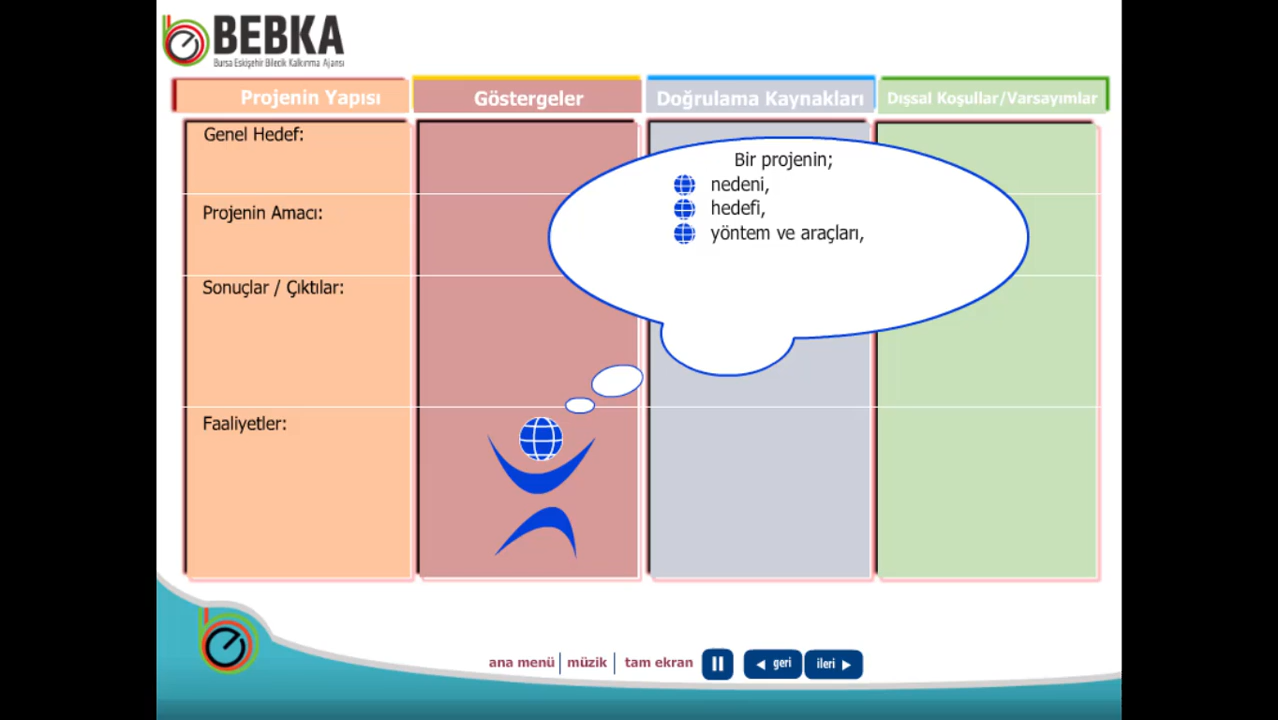 BEBKA
Bursa Eskişehir Bilecik Kalkınma Ajansı
Projenin Yapısı
Göstergeler
Doğrulama Kaynakları
Dışsal Koşullar/Varsayımlar
Genel Hedef:
Projenin Amacı:
Sonuçlar / Çıktılar:
Faaliyetler:
Bir projenin;
nedeni,
hedefi,
yöntem ve araçları,
ana menü
müzik
tam ekran
geri
ileri